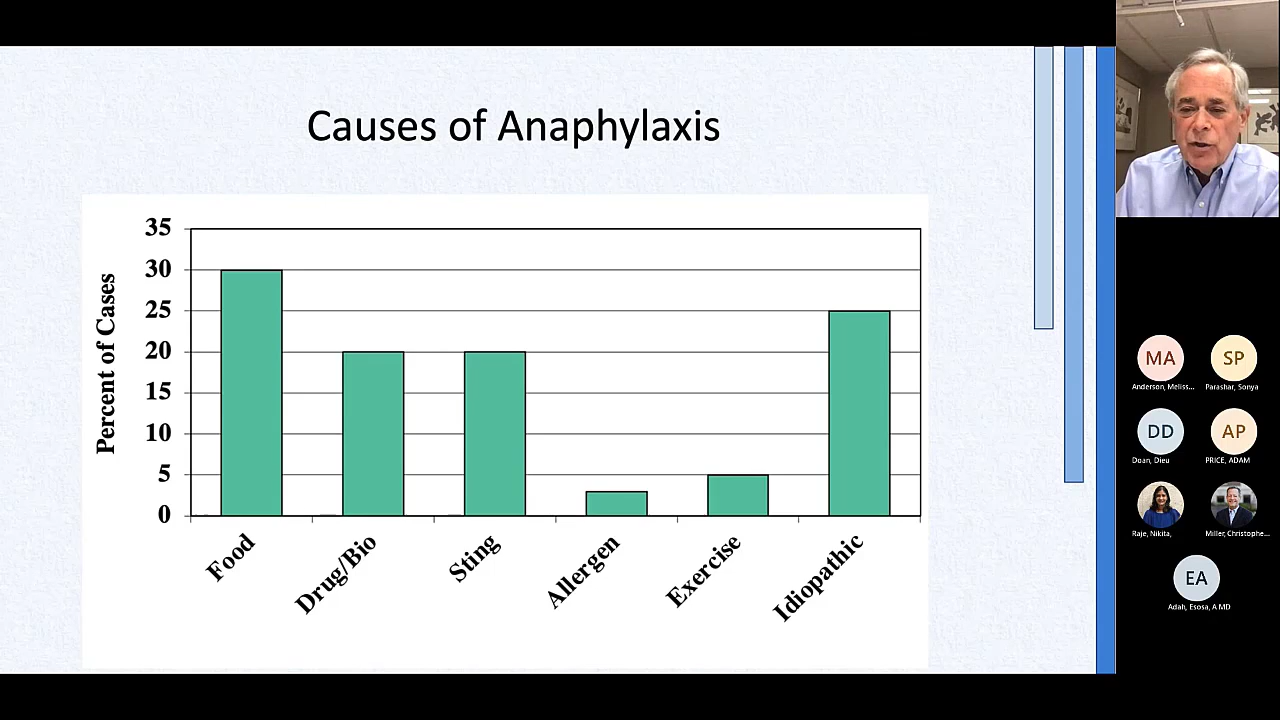 Causes of Anaphylaxis
Percent of Cases
35
30
25
20
15
10
5
0
Food
Drug/Bio
Sting
Allergen
Exercise
Idiopathic
MA
SP
Anderson, Meliss...
Parashar, Sonya
DD
AP
Doan, Dieu
PRICE, ADAM
Raje, Nikita,
Miller, Christophe...
EA
Adah, Esosa, A MD